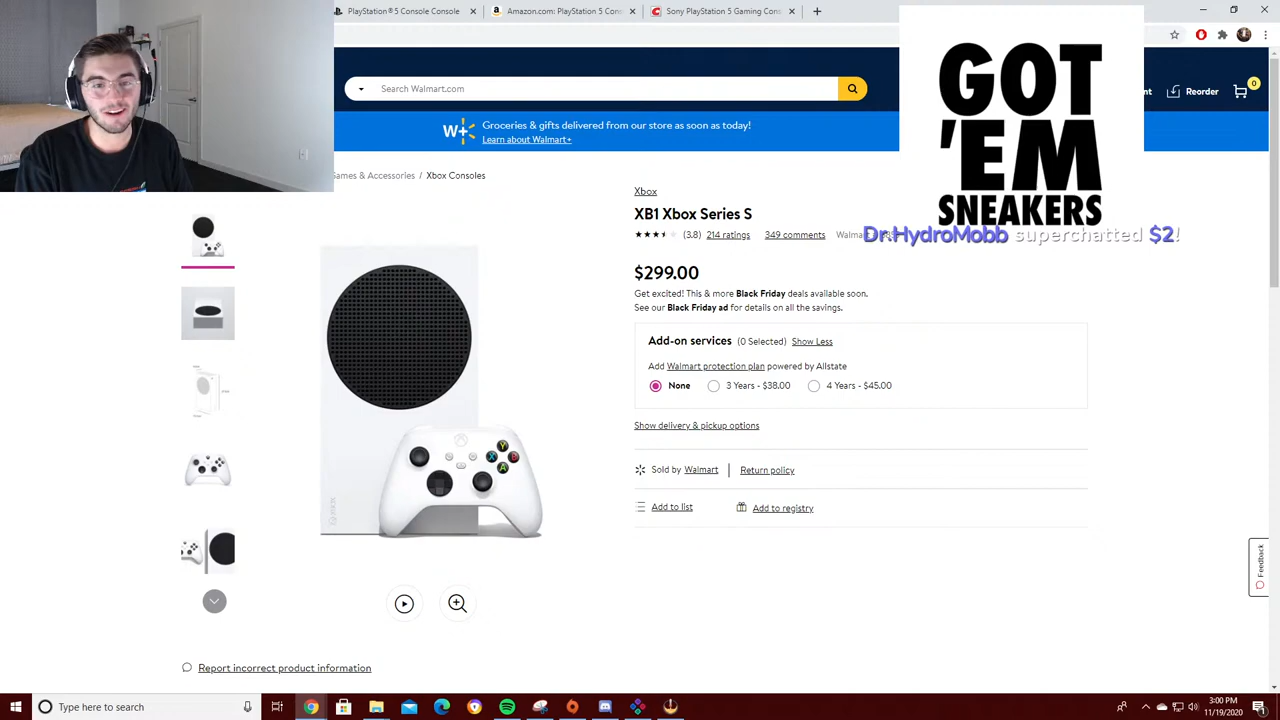 PlayStation®5 Console Console
Amazon.com: PlayStation 5 Cons
Sony PlayStation 5 Gaming Cons
Search Walmart.com
Reorder
0
W+
Groceries & gifts delivered from our store as soon as today!
Learn about Walmart+
GOT
'EM
SNEAKERS
Dr.HydroMobb superchatted $2!
& Accessories / Xbox Consoles
Xbox
XB1 Xbox Series S
(3.8) 214 ratings 349 comments
$299.00
Get excited! This & more Black Friday deals available soon.
See our Black Friday ad for details on all the savings.
Add-on services (0 Selected) Show Less
Add Walmart protection plan powered by Allstate
None 3 Years - $38.00 4 Years - $45.00
Show delivery & pickup options
Sold by Walmart | Return policy
Add to list Add to registry
Y
X B
A
XBOX
Feedback
Report incorrect product information
Type here to search
3:00 PM
11/19/2020